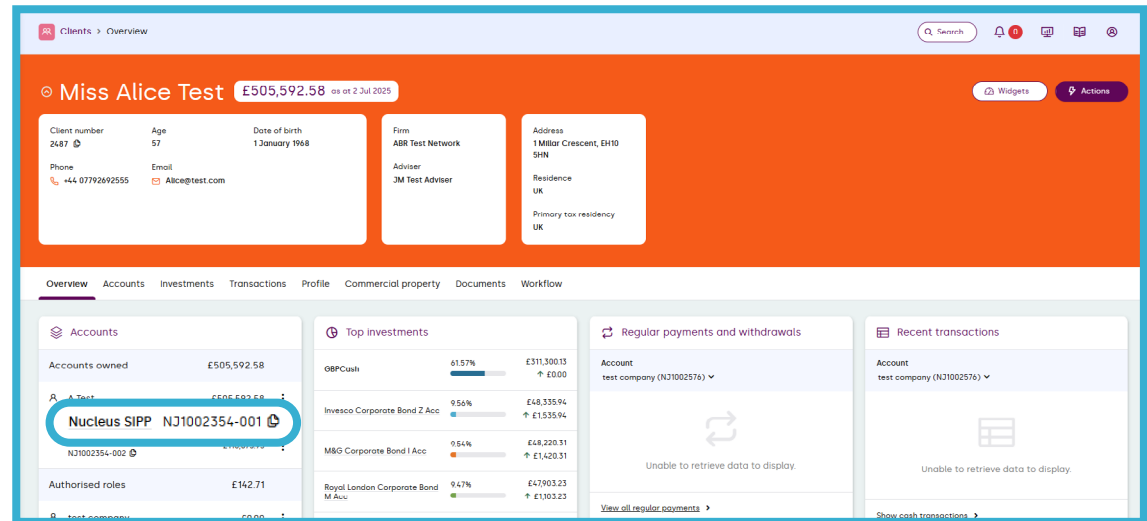 Clients > Overview
Search
0
Miss Alice Test £505,592.58 as at 2 Jul 2025
Widgets
Actions
Client number Age Date of birth
2487 57 1 January 1968
Phone Email
+44 07792692555 Alice@test.com
Firm
ABR Test Network
Adviser
JM Test Adviser
Address
1 Millar Crescent, EH10
5HN
Residence
UK
Primary tax residency
UK
Overview Accounts Investments Transactions Profile Commercial property Documents Workflow
Accounts
Accounts owned £505,592.58
A Test £505,592.58
Nucleus SIPP NJ1002354-001
NJ1002354-002
Authorised roles £142.71
test company £0.00
Top investments
GBPCash 61.57% £311,300.13
↑ £0.00
Invesco Corporate Bond Z Acc 9.56% £48,335.94
↑ £1,535.94
M&G Corporate Bond I Acc 9.54% £48,220.31
↑ £1,420.31
Royal London Corporate Bond 9.47% £47,903.23
M Acc ↑ £1,103.23
Regular payments and withdrawals
Account
test company (NJ1002576)
Unable to retrieve data to display.
View all regular payments >
Recent transactions
Account
test company (NJ1002576)
Unable to retrieve data to display.
Show cash transactions >